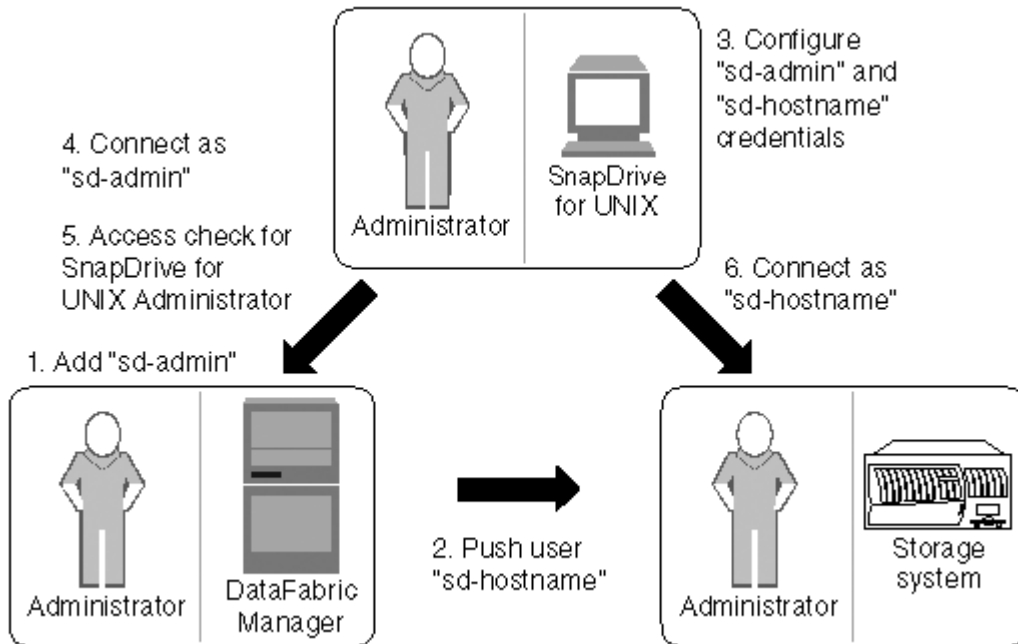 3. Configure
"sd-admin" and
"sd-hostname"
credentials
4. Connect as
"sd-admin"
SnapDrive
for UNIX
Administrator
5. Access check for
SnapDrive for
UNIX Administrator
6. Connect as
"sd-hostname"
1. Add "sd-admin"
2. Push user
"sd-hostname"
Administrator
DataFabric
Manager
Administrator
Storage
system